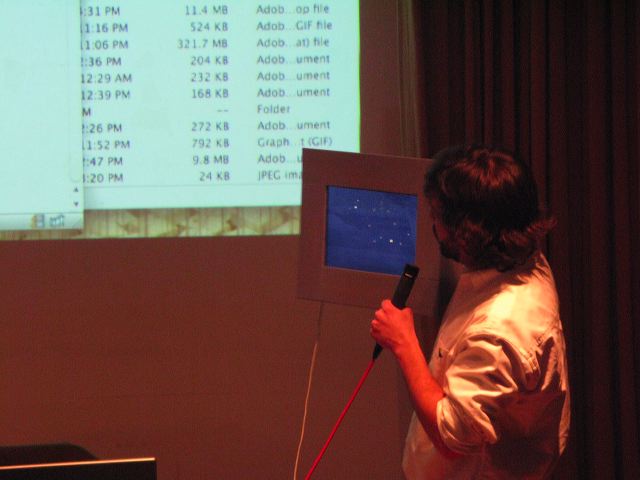 :31 PM 11.4 MB Adob...op file
1:16 PM 524 KB Adob...GIF file
1:06 PM 321.7 MB Adob...at) file
2:36 PM 204 KB Adob...ument
12:29 AM 232 KB Adob...ument
12:39 PM 168 KB Adob...ument
M -- Folder
2:26 PM 272 KB Adob...ument
11:52 PM 792 KB Graph...t (GIF)
2:47 PM 9.8 MB Adob...u
4:20 PM 24 KB JPEG ima